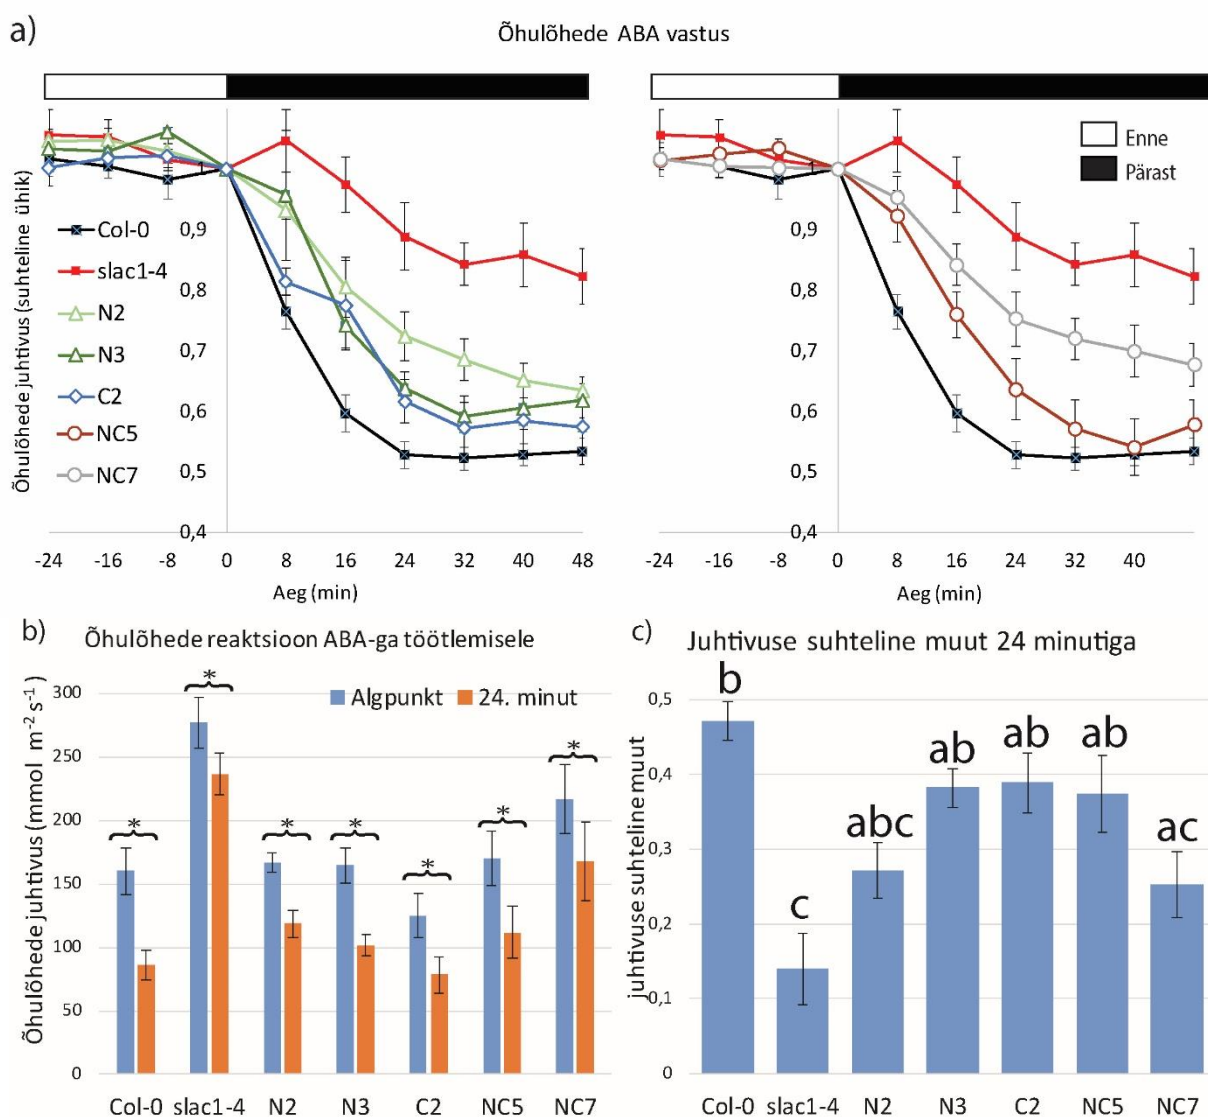 a)
Õhulõhede ABA vastus
Õhulõhede juhtivus (suhteline ühik)
Enne
Pärast
Col-0
slac1-4
N2
N3
C2
NC5
NC7
0,9
0,8
0,7
0,6
0,5
0,4
-24 -16 -8 0 8 16 24 32 40 48
Aeg (min)
0,9
0,8
0,7
0,6
0,5
0,4
-24 -16 -8 0 8 16 24 32 40
Aeg (min)
b)
Õhulõhede reaktsioon ABA-ga töötlemisele
Õhulõhede juhtivus (mmol m⁻² s⁻¹)
Algpunkt 24. minut
300
250
200
150
100
50
0
* * * * * * *
Col-0 slac1-4 N2 N3 C2 NC5 NC7
c)
Juhtivuse suhteline muut 24 minutiga
juhtivuse suhteline muut
0,5
0,4
0,3
0,2
0,1
0
b c abc ab ab ab ac
Col-0 slac1-4 N2 N3 C2 NC5 NC7